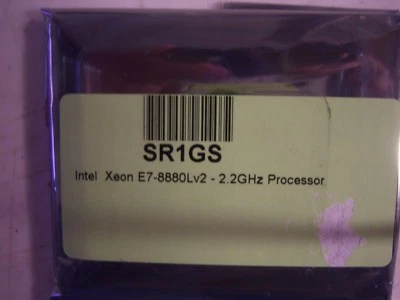 SR1GS
Intel Xeon E7-8880Lv2 - 2.2GHz Processor